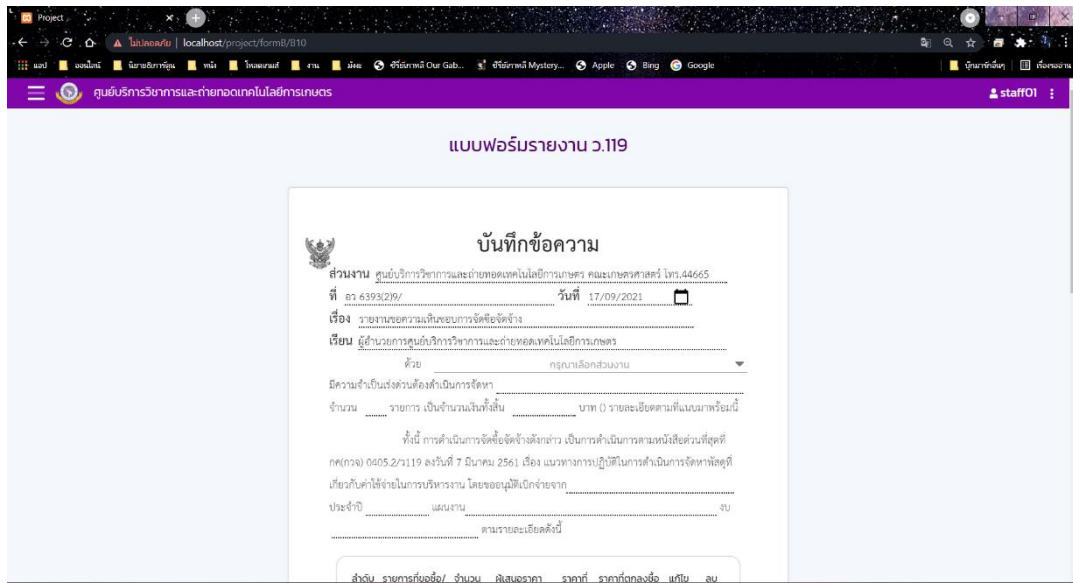 Project
ไม่ปลอดภัย | localhost/project/formB/B10
แอป ออนไลน์ นิยายอิเการ์ตูน หนัง โหลดเกมส์ งาน มังงะ ซีรี่ย์เกาหลี Our Gab... ซีรี่ย์เกาหลี Mystery... Apple Bing Google บุ๊กมาร์กอื่นๆ เรื่องรออ่าน
ศูนย์บริการวิชาการและถ่ายทอดเทคโนโลยีการเกษตร staff01
แบบฟอร์มรายงาน ว.119
บันทึกข้อความ
ส่วนงาน ศูนย์บริการวิชาการและถ่ายทอดเทคโนโลยีการเกษตร คณะเกษตรศาสตร์ โทร.44665
ที่ อว 6393(2)9/ วันที่ 17/09/2021
เรื่อง รายงานขอความเห็นชอบการจัดซื้อจัดจ้าง
เรียน ผู้อำนวยการศูนย์บริการวิชาการและถ่ายทอดเทคโนโลยีการเกษตร
ด้วย กรุณาเลือกส่วนงาน
มีความจำเป็นเร่งด่วนต้องดำเนินการจัดหา
จำนวน รายการ เป็นจำนวนเงินทั้งสิ้น บาท () รายละเอียดตามที่แนบมาพร้อมนี้
ทั้งนี้ การดำเนินการจัดซื้อจัดจ้างดังกล่าว เป็นการดำเนินการตามหนังสือด่วนที่สุดที่
กค(กวจ) 0405.2/ว119 ลงวันที่ 7 มีนาคม 2561 เรื่อง แนวทางการปฏิบัติในการดำเนินการจัดหาพัสดุที่
เกี่ยวกับค่าใช้จ่ายในการบริหารงาน โดยขออนุมัติเบิกจ่ายจาก
ประจำปี แผนงาน งบ
ตามรายละเอียดดังนี้
ลำดับ รายการที่ขอซื้อ/ จำนวน ผู้เสนอราคา ราคาที่ ราคาที่ตกลงซื้อ แก้ไข ลบ